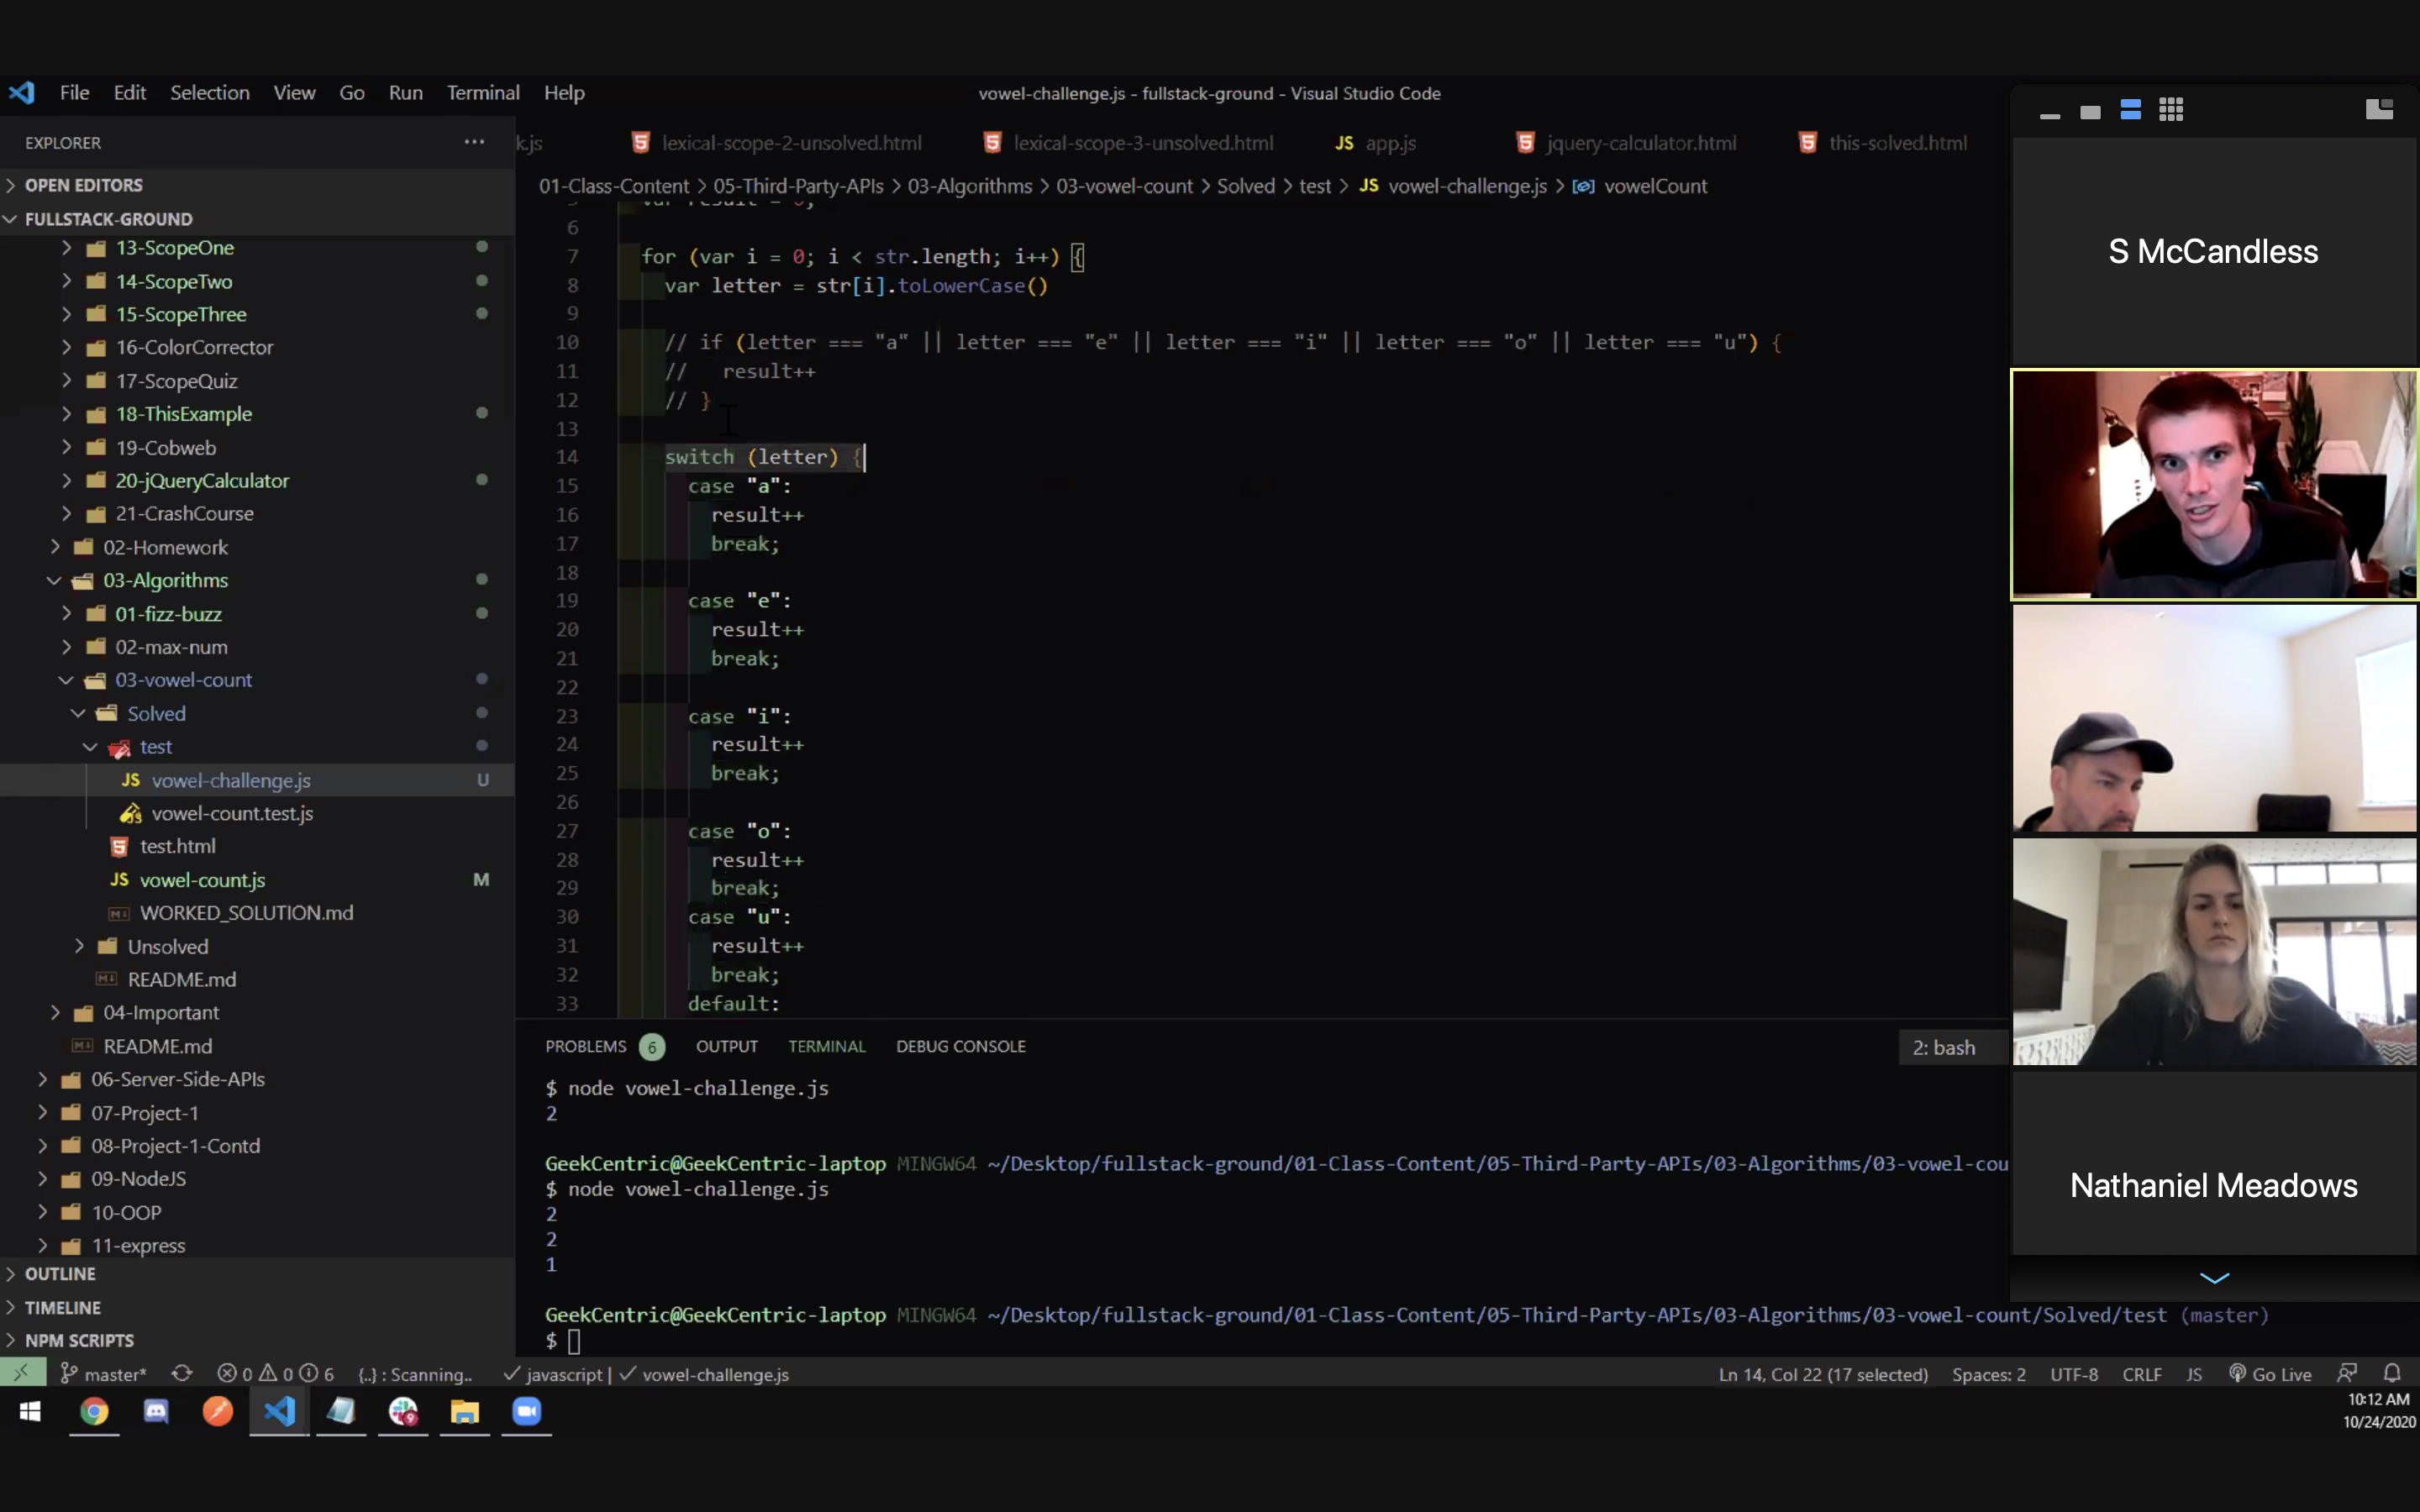 File Edit Selection View Go Run Terminal Help
vowel-challenge.js - fullstack-ground - Visual Studio Code
EXPLORER
OPEN EDITORS
FULLSTACK-GROUND
13-ScopeOne
14-ScopeTwo
15-ScopeThree
16-ColorCorrector
17-ScopeQuiz
18-ThisExample
19-Cobweb
20-jQueryCalculator
21-CrashCourse
02-Homework
03-Algorithms
01-fizz-buzz
02-max-num
03-vowel-count
Solved
test
JS vowel-challenge.js U
vowel-count.test.js
test.html
JS vowel-count.js M
WORKED_SOLUTION.md
Unsolved
README.md
04-Important
README.md
06-Server-Side-APIs
07-Project-1
08-Project-1-Contd
09-NodeJS
10-OOP
11-express
OUTLINE
TIMELINE
NPM SCRIPTS
k.js lexical-scope-2-unsolved.html lexical-scope-3-unsolved.html JS app.js jquery-calculator.html this-solved.html
01-Class-Content > 05-Third-Party-APIs > 03-Algorithms > 03-vowel-count > Solved > test > JS vowel-challenge.js > vowelCount
5 var result = 0;
6
7 for (var i = 0; i < str.length; i++) {
8 var letter = str[i].toLowerCase()
9
10 // if (letter === "a" || letter === "e" || letter === "i" || letter === "o" || letter === "u") {
11 // result++
12 // }
13
14 switch (letter) {
15 case "a":
16 result++
17 break;
18
19 case "e":
20 result++
21 break;
22
23 case "i":
24 result++
25 break;
26
27 case "o":
28 result++
29 break;
30 case "u":
31 result++
32 break;
33 default:
PROBLEMS 6 OUTPUT TERMINAL DEBUG CONSOLE 2: bash
$ node vowel-challenge.js
2
GeekCentric@GeekCentric-laptop MINGW64 ~/Desktop/fullstack-ground/01-Class-Content/05-Third-Party-APIs/03-Algorithms/03-vowel-cou
$ node vowel-challenge.js
2
2
1
GeekCentric@GeekCentric-laptop MINGW64 ~/Desktop/fullstack-ground/01-Class-Content/05-Third-Party-APIs/03-Algorithms/03-vowel-count/Solved/test (master)
$
S McCandless
Nathaniel Meadows
master* 0 0 6 {..} : Scanning.. javascript | vowel-challenge.js Ln 14, Col 22 (17 selected) Spaces: 2 UTF-8 CRLF JS Go Live
10:12 AM
10/24/2020